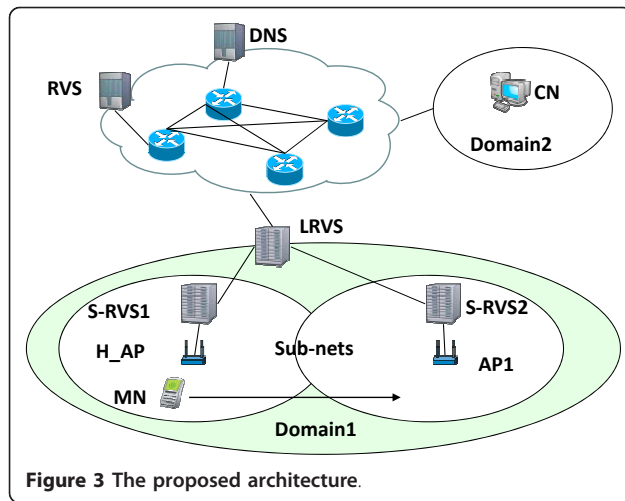 DNS
RVS
CN
Domain2
LRVS
S-RVS1
S-RVS2
H_AP
Sub-nets
AP1
MN
Domain1
Figure 3 The proposed architecture.